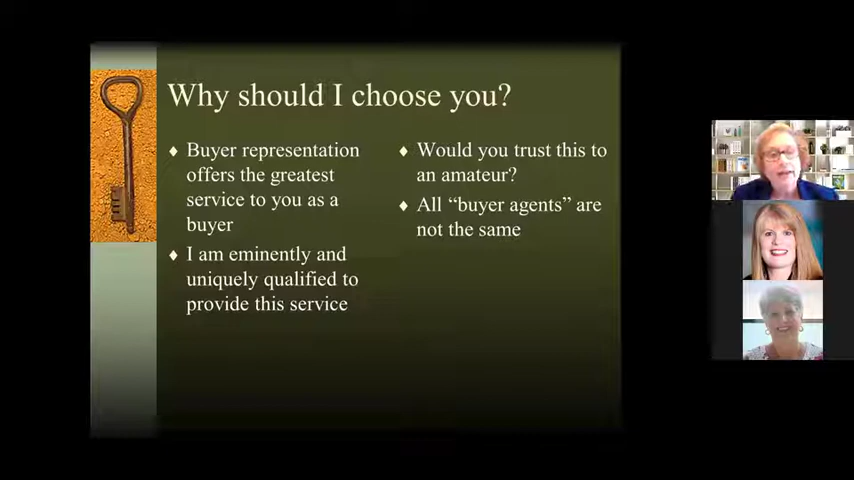 Why should I choose you?
Buyer representation
offers the greatest
service to you as a
buyer
I am eminently and
uniquely qualified to
provide this service
Would you trust this to
an amateur?
All “buyer agents” are
not the same